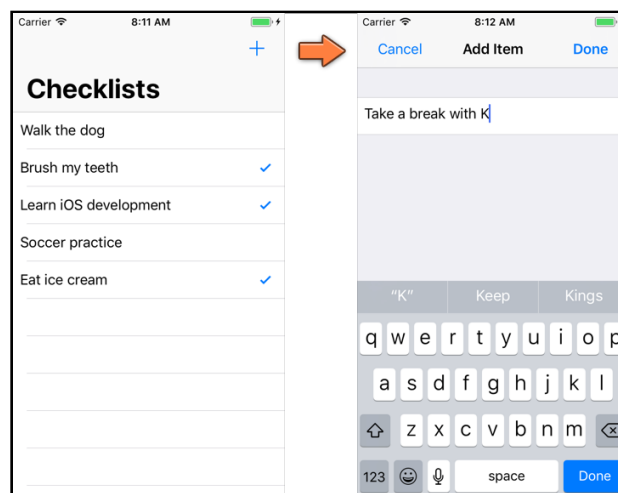 Carrier 8:11 AM
Checklists
Walk the dog
Brush my teeth
Learn iOS development
Soccer practice
Eat ice cream
Carrier 8:12 AM
Cancel Add Item Done
Take a break with K
“K” Keep Kings
q w e r t y u i o p
a s d f g h j k l
z x c v b n m
123 space Done